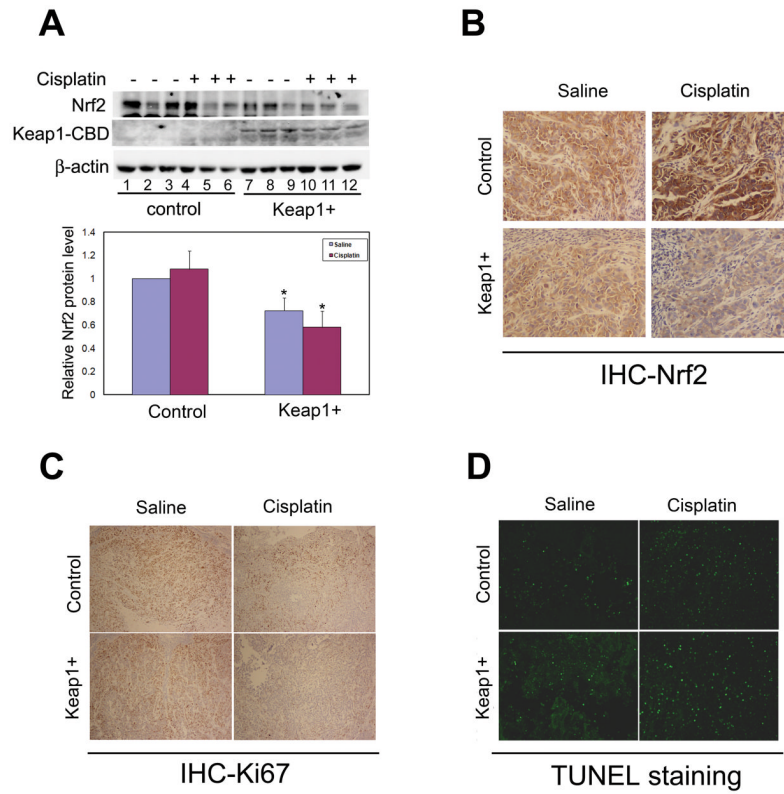 A
Cisplatin - - - + + + - - - + + +
Nrf2
Keap1-CBD
β-actin
1 2 3 4 5 6 7 8 9 10 11 12
control Keap1+
Relative Nrf2 protein level
1.4
1.2
1
0.8
0.6
0.4
0.2
0
Saline
Cisplatin
* *
Control Keap1+
B
Saline Cisplatin
Control
Keap1+
IHC-Nrf2
C
Saline Cisplatin
Control
Keap1+
IHC-Ki67
D
Saline Cisplatin
Control
Keap1+
TUNEL staining